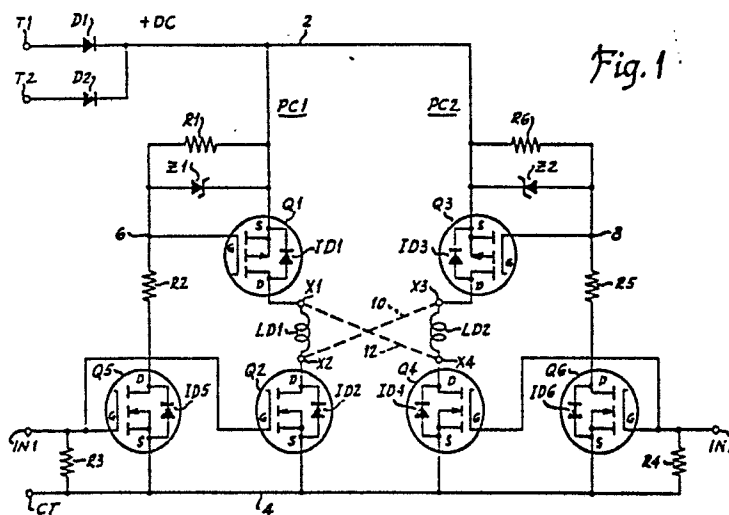 T1 D1 +DC 2 Fig. 1
T2 D2
PC1 PC2
R1 R6
Z1 Z2
Q1 Q3
6 S S 8
G ID1 ID3 G
D D
R2 X1 10 X3 R5
LD1 LD2
12
X2 X4
Q5 Q2 Q4 Q6
D D D D
ID5 ID2 ID4 ID6
G G G G
S S S S
IN1 R3 R4 IN1
CT 4